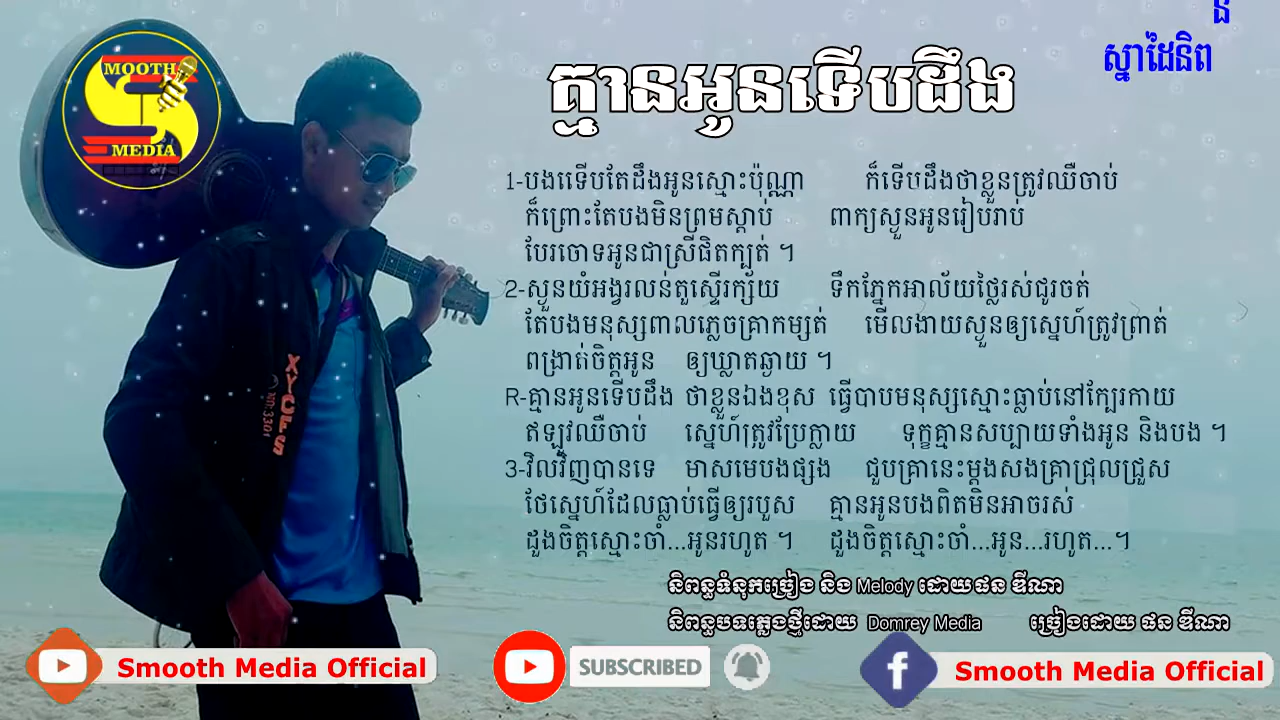 ន
ស្នាដៃនិព
MOOTH
MEDIA
គ្មានអូនទើបដឹង
1-បងទើបតែដឹងអូនស្មោះប៉ុណ្ណា ក៏ទើបដឹងថាខ្លួនត្រូវឈឺចាប់
ក៏ព្រោះតែបងមិនព្រមស្ដាប់ ពាក្យស្ងួនអូនរៀបរាប់
បែរចោទអូនជាស្រីផិតក្បត់ ។
2-ស្ងួនយំអង្វរលន់តួស្ទើរក្ស័យ ទឹកភ្នែកអាល័យថ្លៃរស់ជូរចត់
តែបងមនុស្សពាលភ្លេចគ្រាកម្សត់ មើលងាយស្ងួនឲ្យស្នេហ៍ត្រូវព្រាត់
ពង្រាត់ចិត្តអូន ឲ្យឃ្លាតឆ្ងាយ ។
R-គ្មានអូនទើបដឹង ថាខ្លួនឯងខុស ធ្វើបាបមនុស្សស្មោះធ្លាប់នៅក្បែរកាយ
ឥឡូវឈឺចាប់ ស្នេហ៍ត្រូវប្រែក្លាយ ទុក្ខគ្មានសប្បាយទាំងអូន និងបង ។
3-វិលវិញបានទេ មាសមេបងផ្សង ជួបគ្រានេះម្ដងសងគ្រាជ្រុលជ្រួស
ថែស្នេហ៍ដែលធ្លាប់ធ្វើឲ្យរបួស គ្មានអូនបងពិតមិនអាចរស់
ដួងចិត្តស្មោះចាំ...អូនរហូត ។ ដួងចិត្តស្មោះចាំ...អូន...រហូត...។
និពន្ធទំនុកច្រៀង និង Melody ដោយ ផន ឌីណា
និពន្ធបទភ្លេងថ្មីដោយ Domrey Media ច្រៀងដោយ ផន ឌីណា
XYCFS
NO:3301
Smooth Media Official
SUBSCRIBED
Smooth Media Official